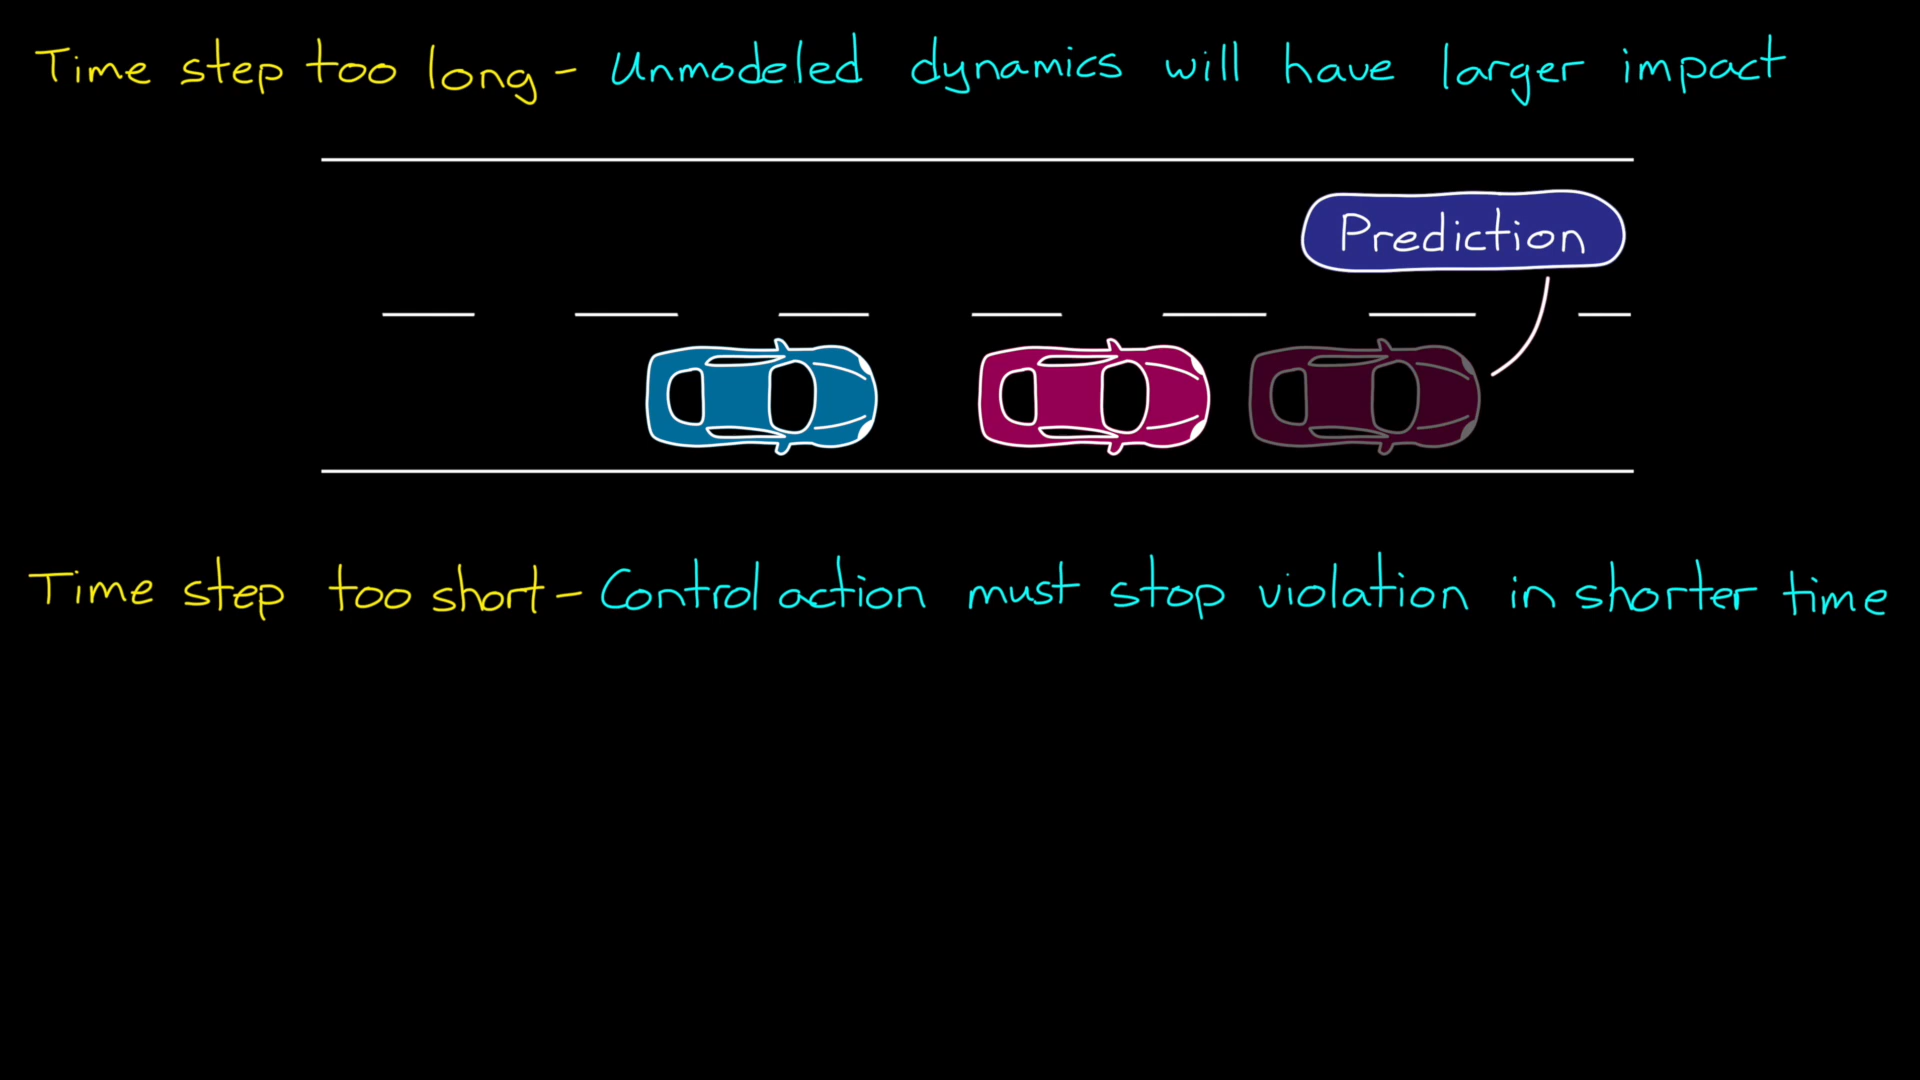 Time step too long - Unmodeled dynamics will have larger impact
Prediction
Time step too short - Control action must stop violation in shorter time